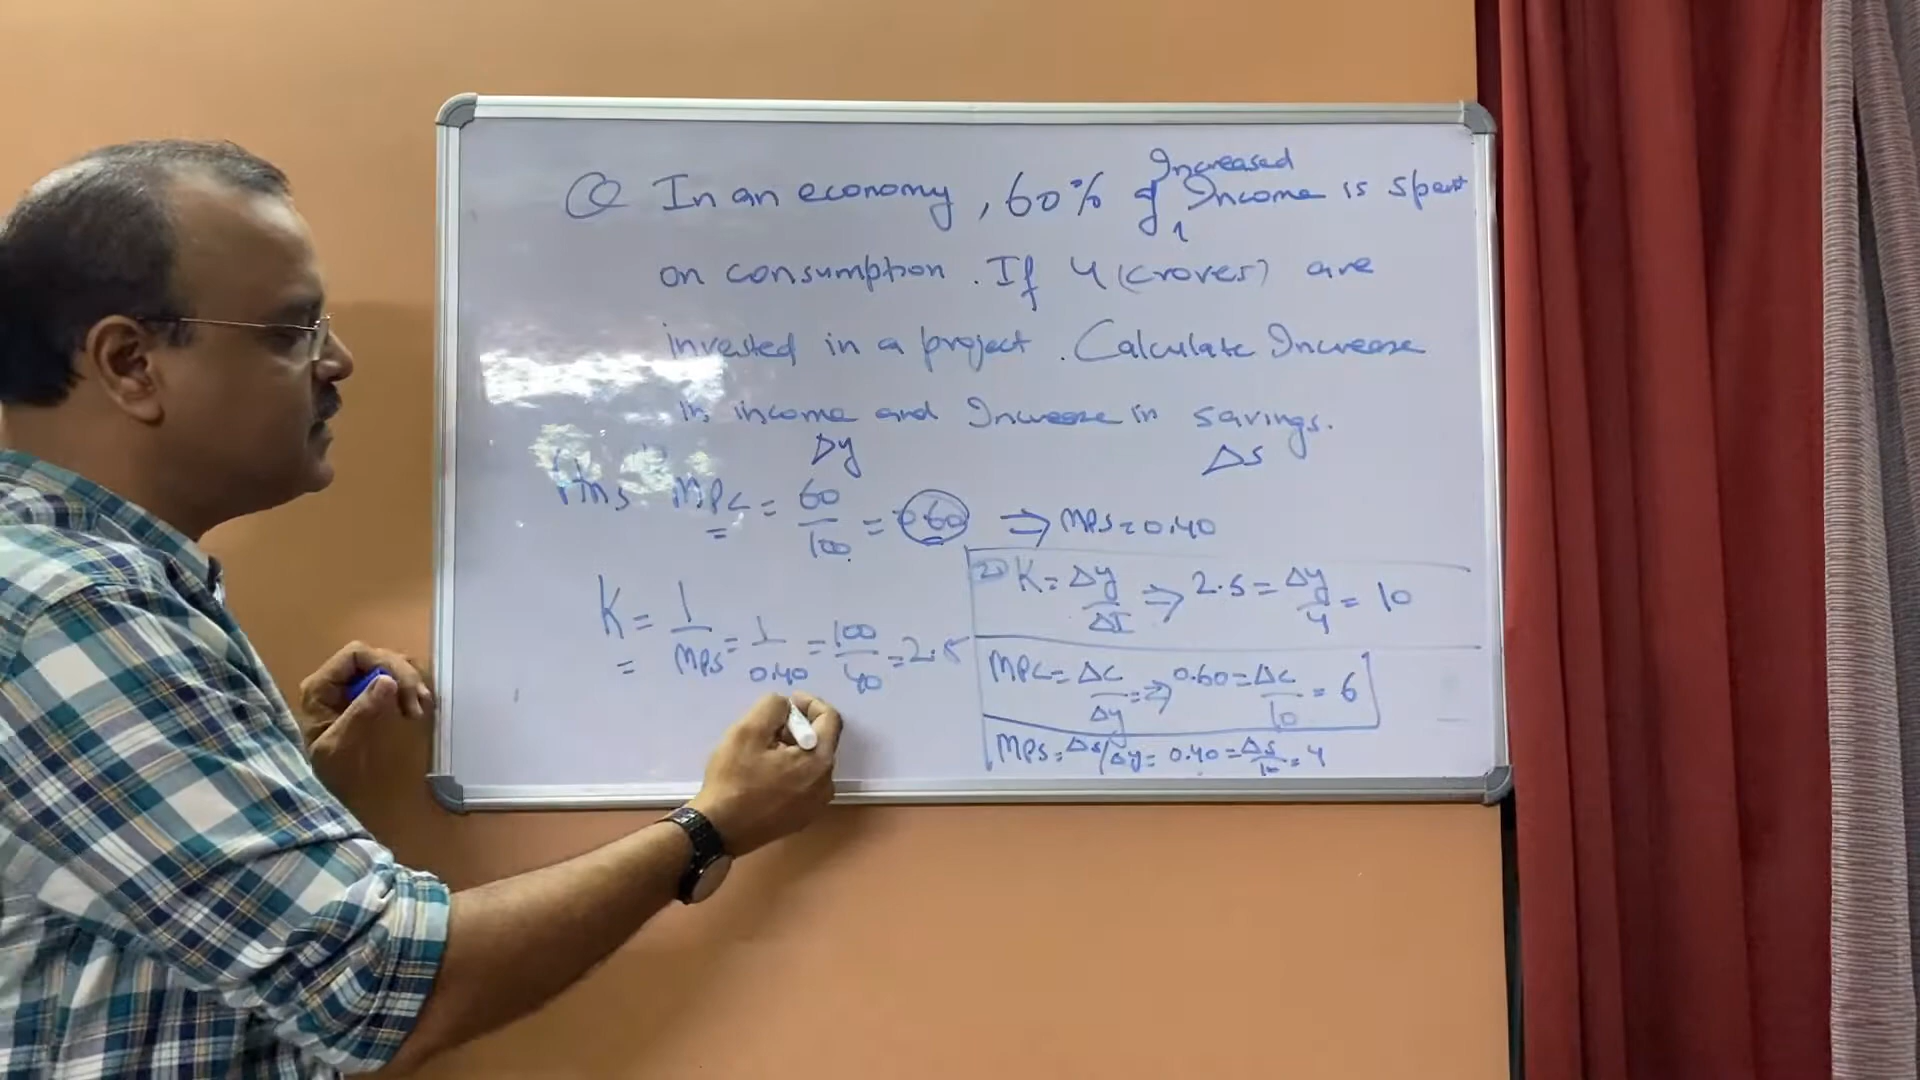 Q In an economy, 60% of Increased Income is spent
on consumption. If 4 (crores) are
invested in a project. Calculate Increase
in income and Increase in savings.
Δy ΔS
Ans MPC = 60/100 = 0.60 ⇒ MPS = 0.40
K = 1/MPS = 1/0.40 = 100/40 = 2.5
2) K = Δy/ΔI ⇒ 2.5 = Δy/4 = 10
MPC = ΔC/Δy ⇒ 0.60 = ΔC/10 = 6
MPS = ΔS/Δy = 0.40 = ΔS/10 = 4